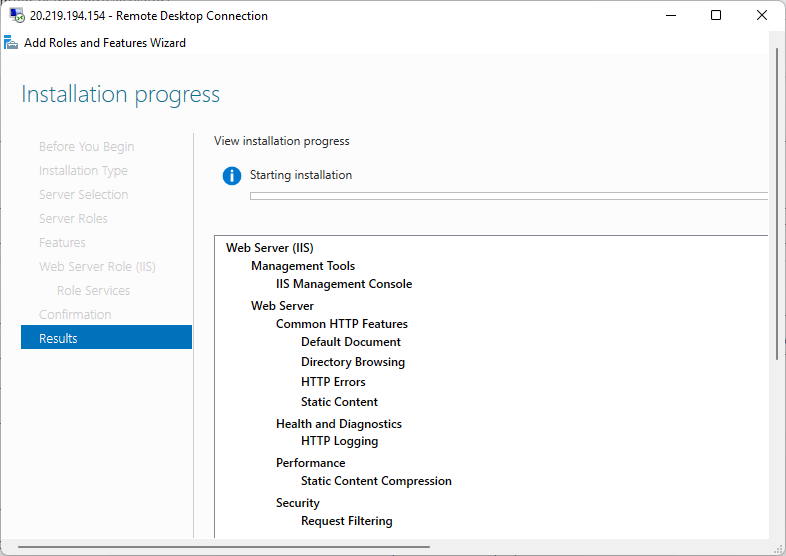 20.219.194.154 - Remote Desktop Connection
Add Roles and Features Wizard
Installation progress
Before You Begin
Installation Type
Server Selection
Server Roles
Features
Web Server Role (IIS)
Role Services
Confirmation
Results
View installation progress
Starting installation
Web Server (IIS)
Management Tools
IIS Management Console
Web Server
Common HTTP Features
Default Document
Directory Browsing
HTTP Errors
Static Content
Health and Diagnostics
HTTP Logging
Performance
Static Content Compression
Security
Request Filtering